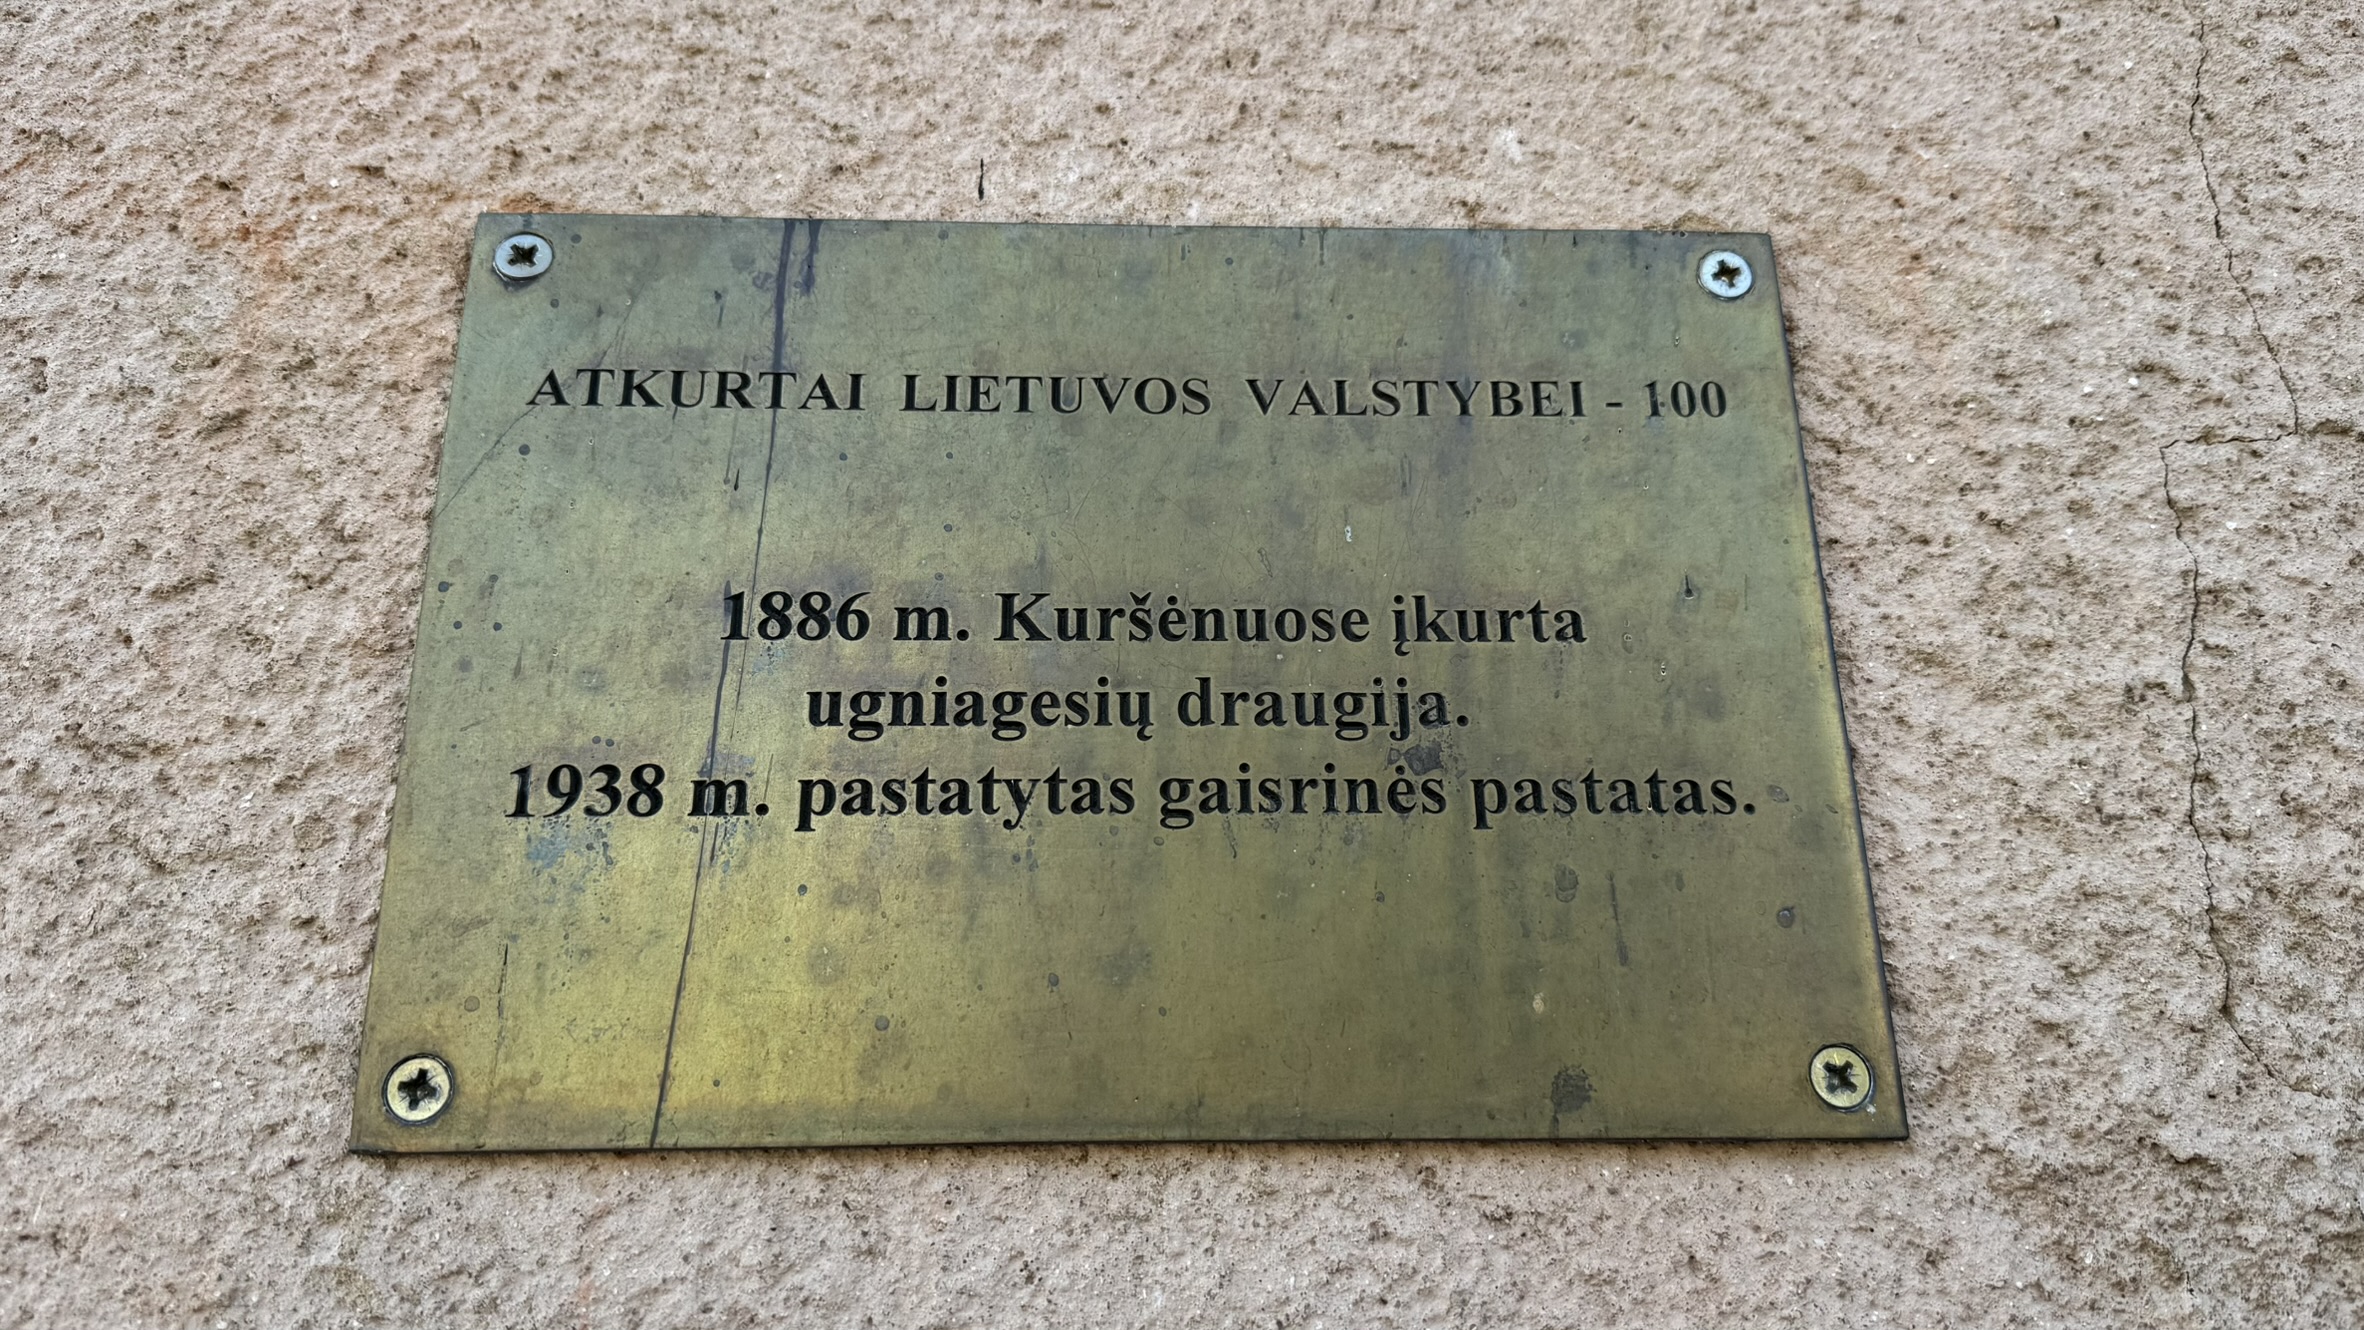 ATKURTAI LIETUVOS VALSTYBEI - 100
1886 m. Kuršėnuose įkurta
ugniagesių draugija.
1938 m. pastatytas gaisrinės pastatas.